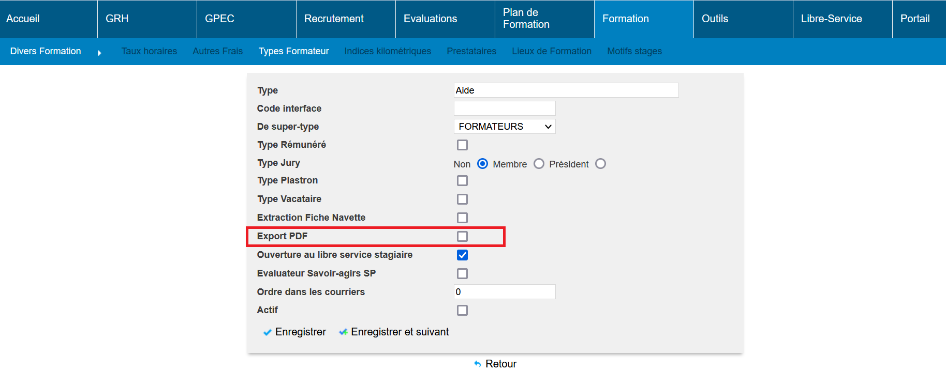 Accueil GRH GPEC Recrutement Evaluations Plan de Formation Formation Outils Libre-Service Portail
Divers Formation Taux horaires Autres Frais Types Formateur Indices kilométriques Prestataires Lieux de Formation Motifs stages
Type Aide
Code interface
De super-type FORMATEURS
Type Rémunéré
Type Jury Non Membre Président
Type Plastron
Type Vacataire
Extraction Fiche Navette
Export PDF
Ouverture au libre service stagiaire
Evaluateur Savoir-agirs SP
Ordre dans les courriers 0
Actif
Enregistrer Enregistrer et suivant
Retour